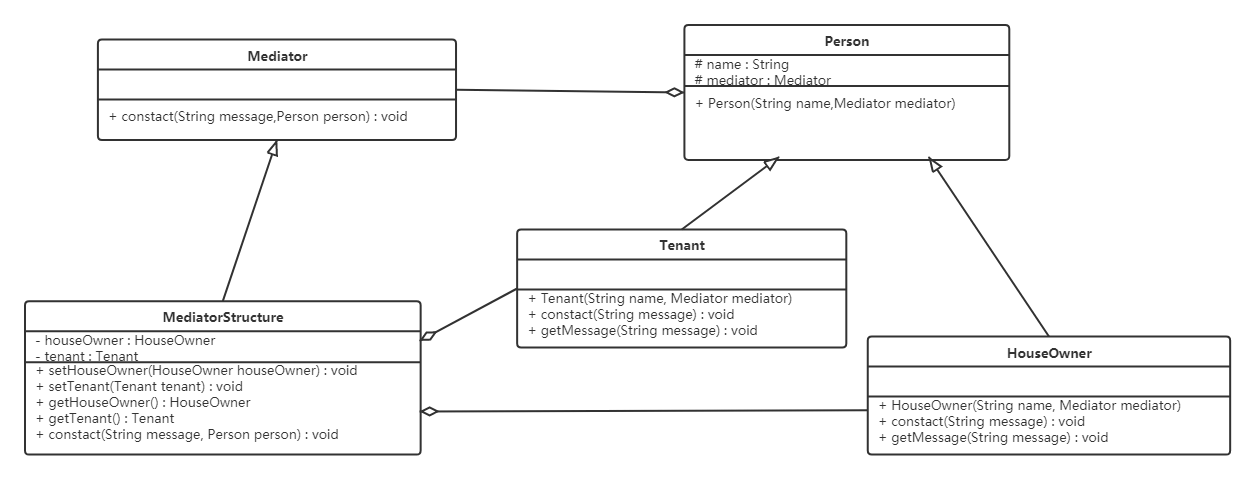 Mediator
+ constact(String message,Person person) : void
Person
# name : String
# mediator : Mediator
+ Person(String name,Mediator mediator)
Tenant
+ Tenant(String name, Mediator mediator)
+ constact(String message) : void
+ getMessage(String message) : void
MediatorStructure
- houseOwner : HouseOwner
- tenant : Tenant
+ setHouseOwner(HouseOwner houseOwner) : void
+ setTenant(Tenant tenant) : void
+ getHouseOwner() : HouseOwner
+ getTenant() : Tenant
+ constact(String message, Person person) : void
HouseOwner
+ HouseOwner(String name, Mediator mediator)
+ constact(String message) : void
+ getMessage(String message) : void